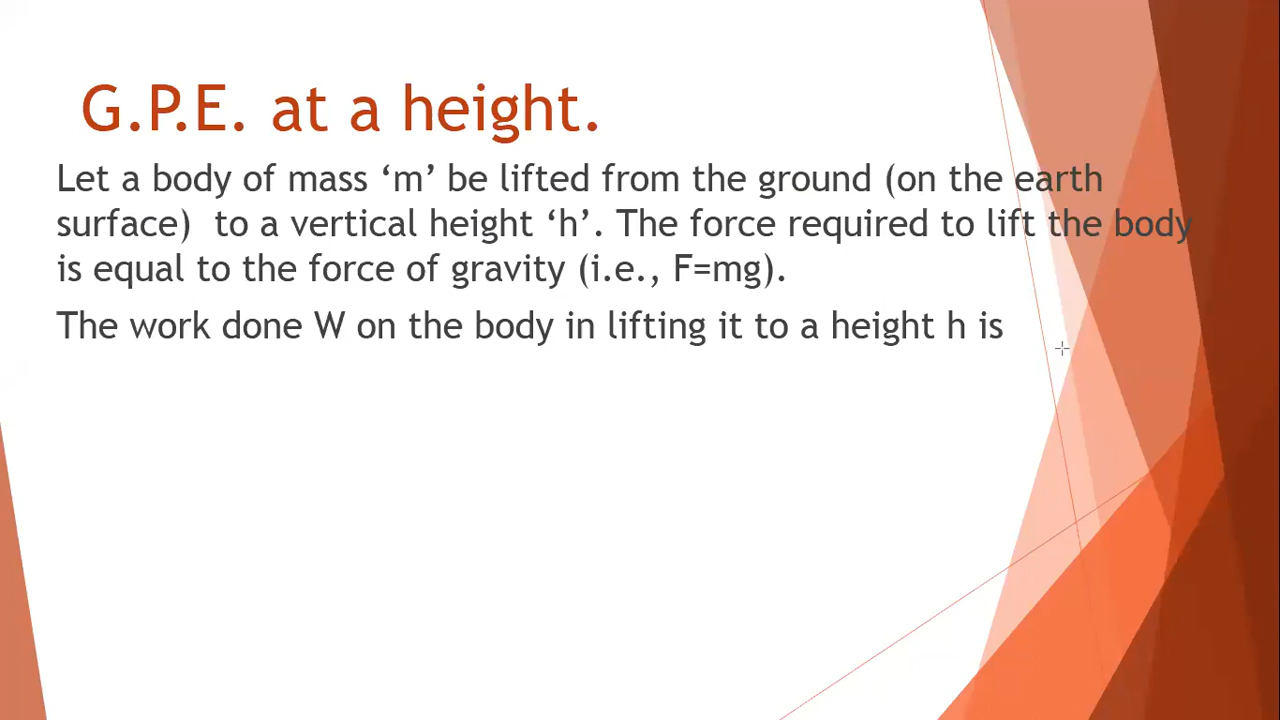 G.P.E. at a height.
Let a body of mass ‘m’ be lifted from the ground (on the earth
surface)  to a vertical height ‘h’. The force required to lift the body
is equal to the force of gravity (i.e., F=mg).
The work done W on the body in lifting it to a height h is